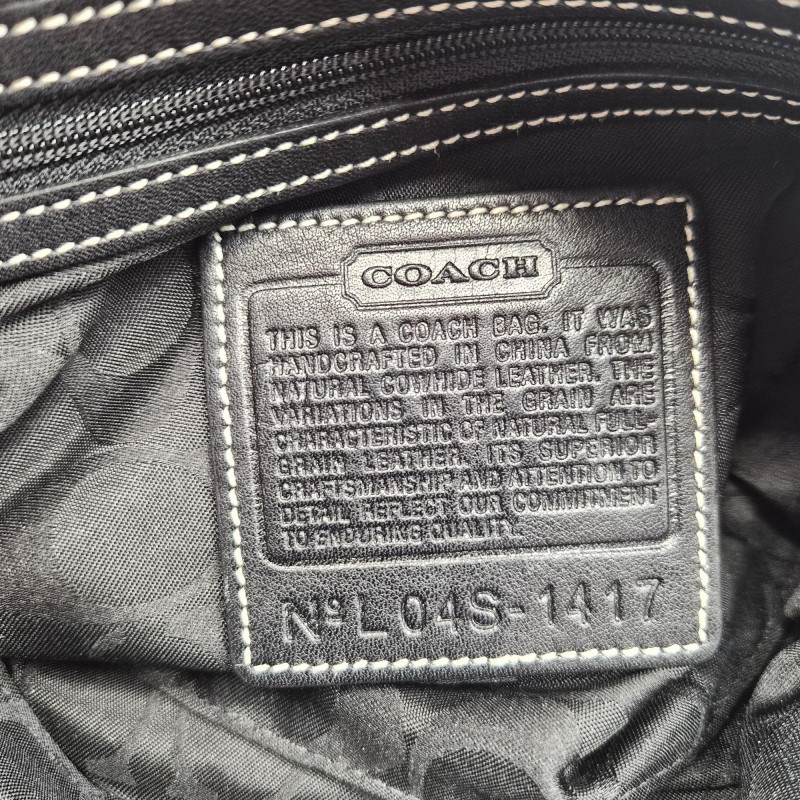 COACH
THIS IS A COACH BAG. IT WAS
HANDCRAFTED IN CHINA FROM
NATURAL COWHIDE LEATHER. THE
VARIATIONS IN THE GRAIN ARE
CHARACTERISTIC OF NATURAL FULL-
GRAIN LEATHER. ITS SUPERIOR
CRAFTSMANSHIP AND ATTENTION TO
DETAIL REFLECT OUR COMMITMENT
TO ENDURING QUALITY.
Nº L04S-1417